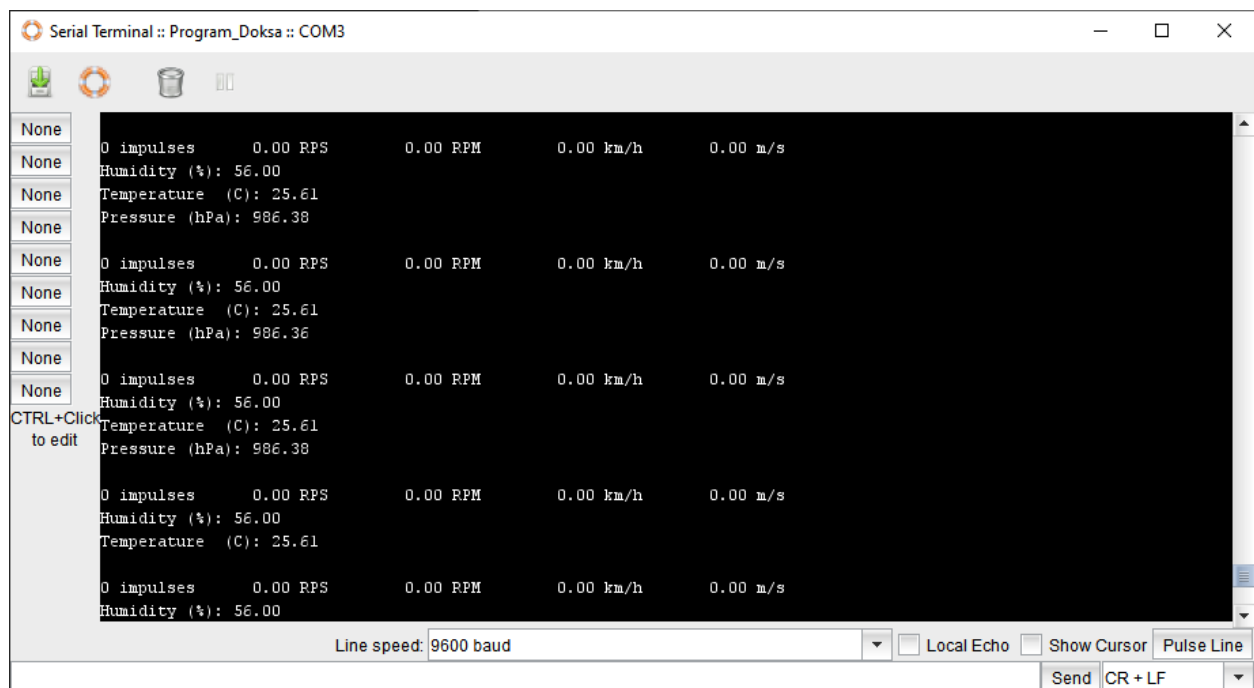 Serial Terminal :: Program_Doksa :: COM3
None
None
None
None
None
None
None
None
None
CTRL+Click
to edit
0 impulses 0.00 RPS 0.00 RPM 0.00 km/h 0.00 m/s
Humidity (%): 56.00
Temperature (C): 25.61
Pressure (hPa): 986.38
0 impulses 0.00 RPS 0.00 RPM 0.00 km/h 0.00 m/s
Humidity (%): 56.00
Temperature (C): 25.61
Pressure (hPa): 986.36
0 impulses 0.00 RPS 0.00 RPM 0.00 km/h 0.00 m/s
Humidity (%): 56.00
Temperature (C): 25.61
Pressure (hPa): 986.38
0 impulses 0.00 RPS 0.00 RPM 0.00 km/h 0.00 m/s
Humidity (%): 56.00
Temperature (C): 25.61
0 impulses 0.00 RPS 0.00 RPM 0.00 km/h 0.00 m/s
Humidity (%): 56.00
Line speed: 9600 baud Local Echo Show Cursor Pulse Line
Send CR + LF